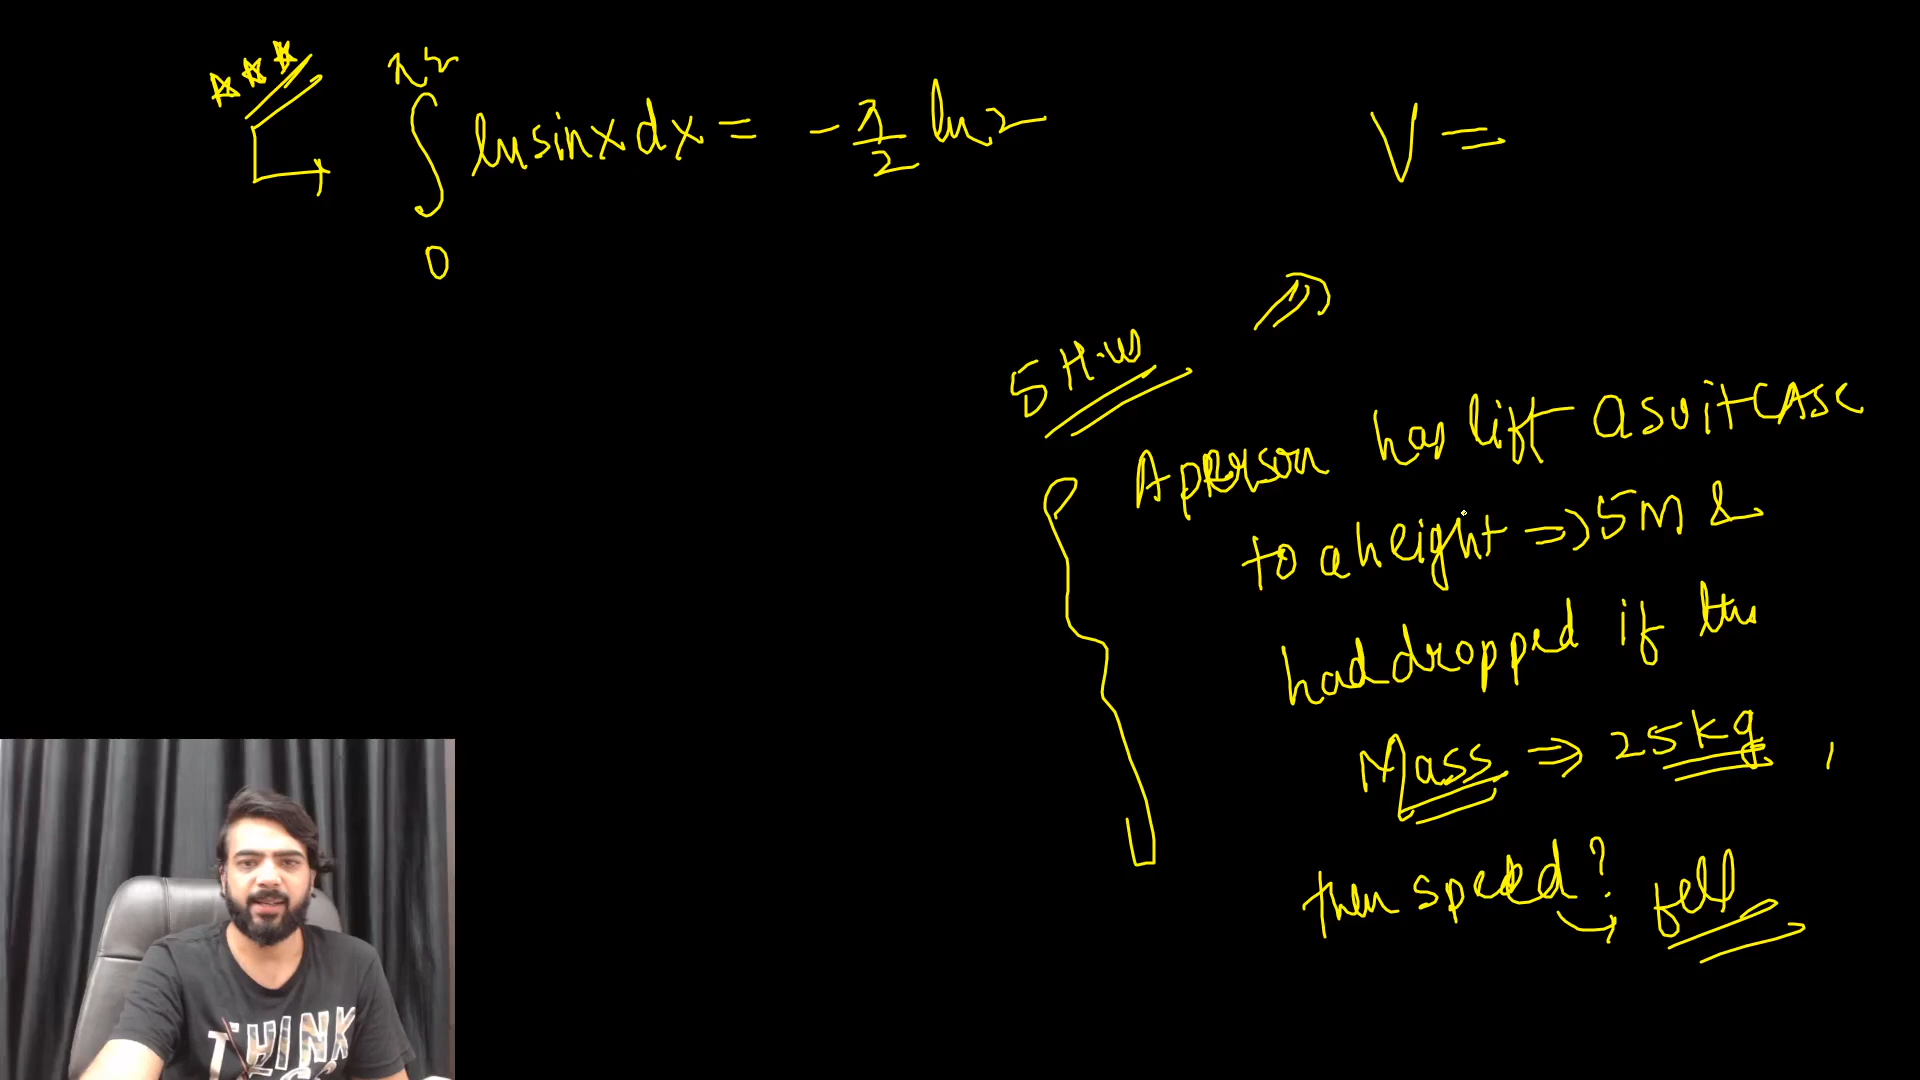 ∫₀^π/2 ln sinx dx = -π/2 ln2
V =
5 H.W
A person has lift a suitCASE
to a height => 5M &
had dropped if the
Mass => 25kg ,
then speed? → fell
THINK